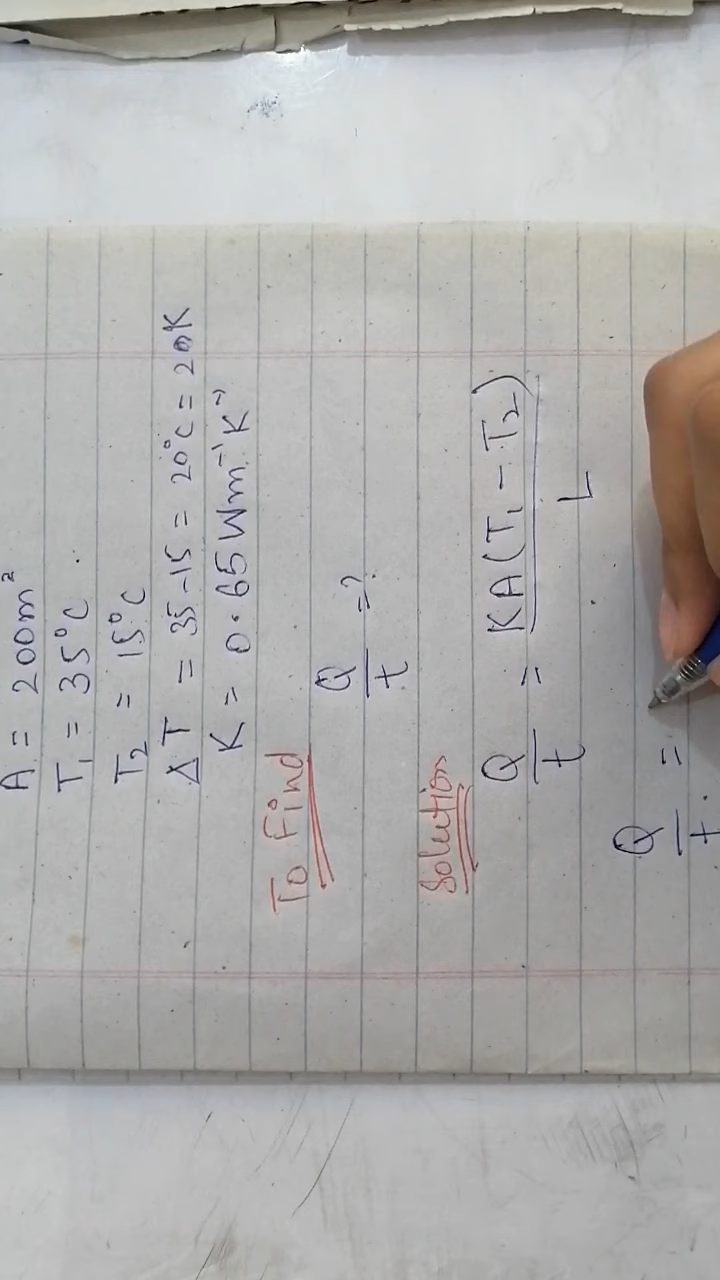 A = 200m²
T₁ = 35°C
T₂ = 15°C
ΔT = 35-15 = 20°C = 20K
K = 0.65 Wm⁻¹K⁻¹
To Find
Q/t = ?
Solution
Q/t = KA(T₁ - T₂)/L
Q/t =